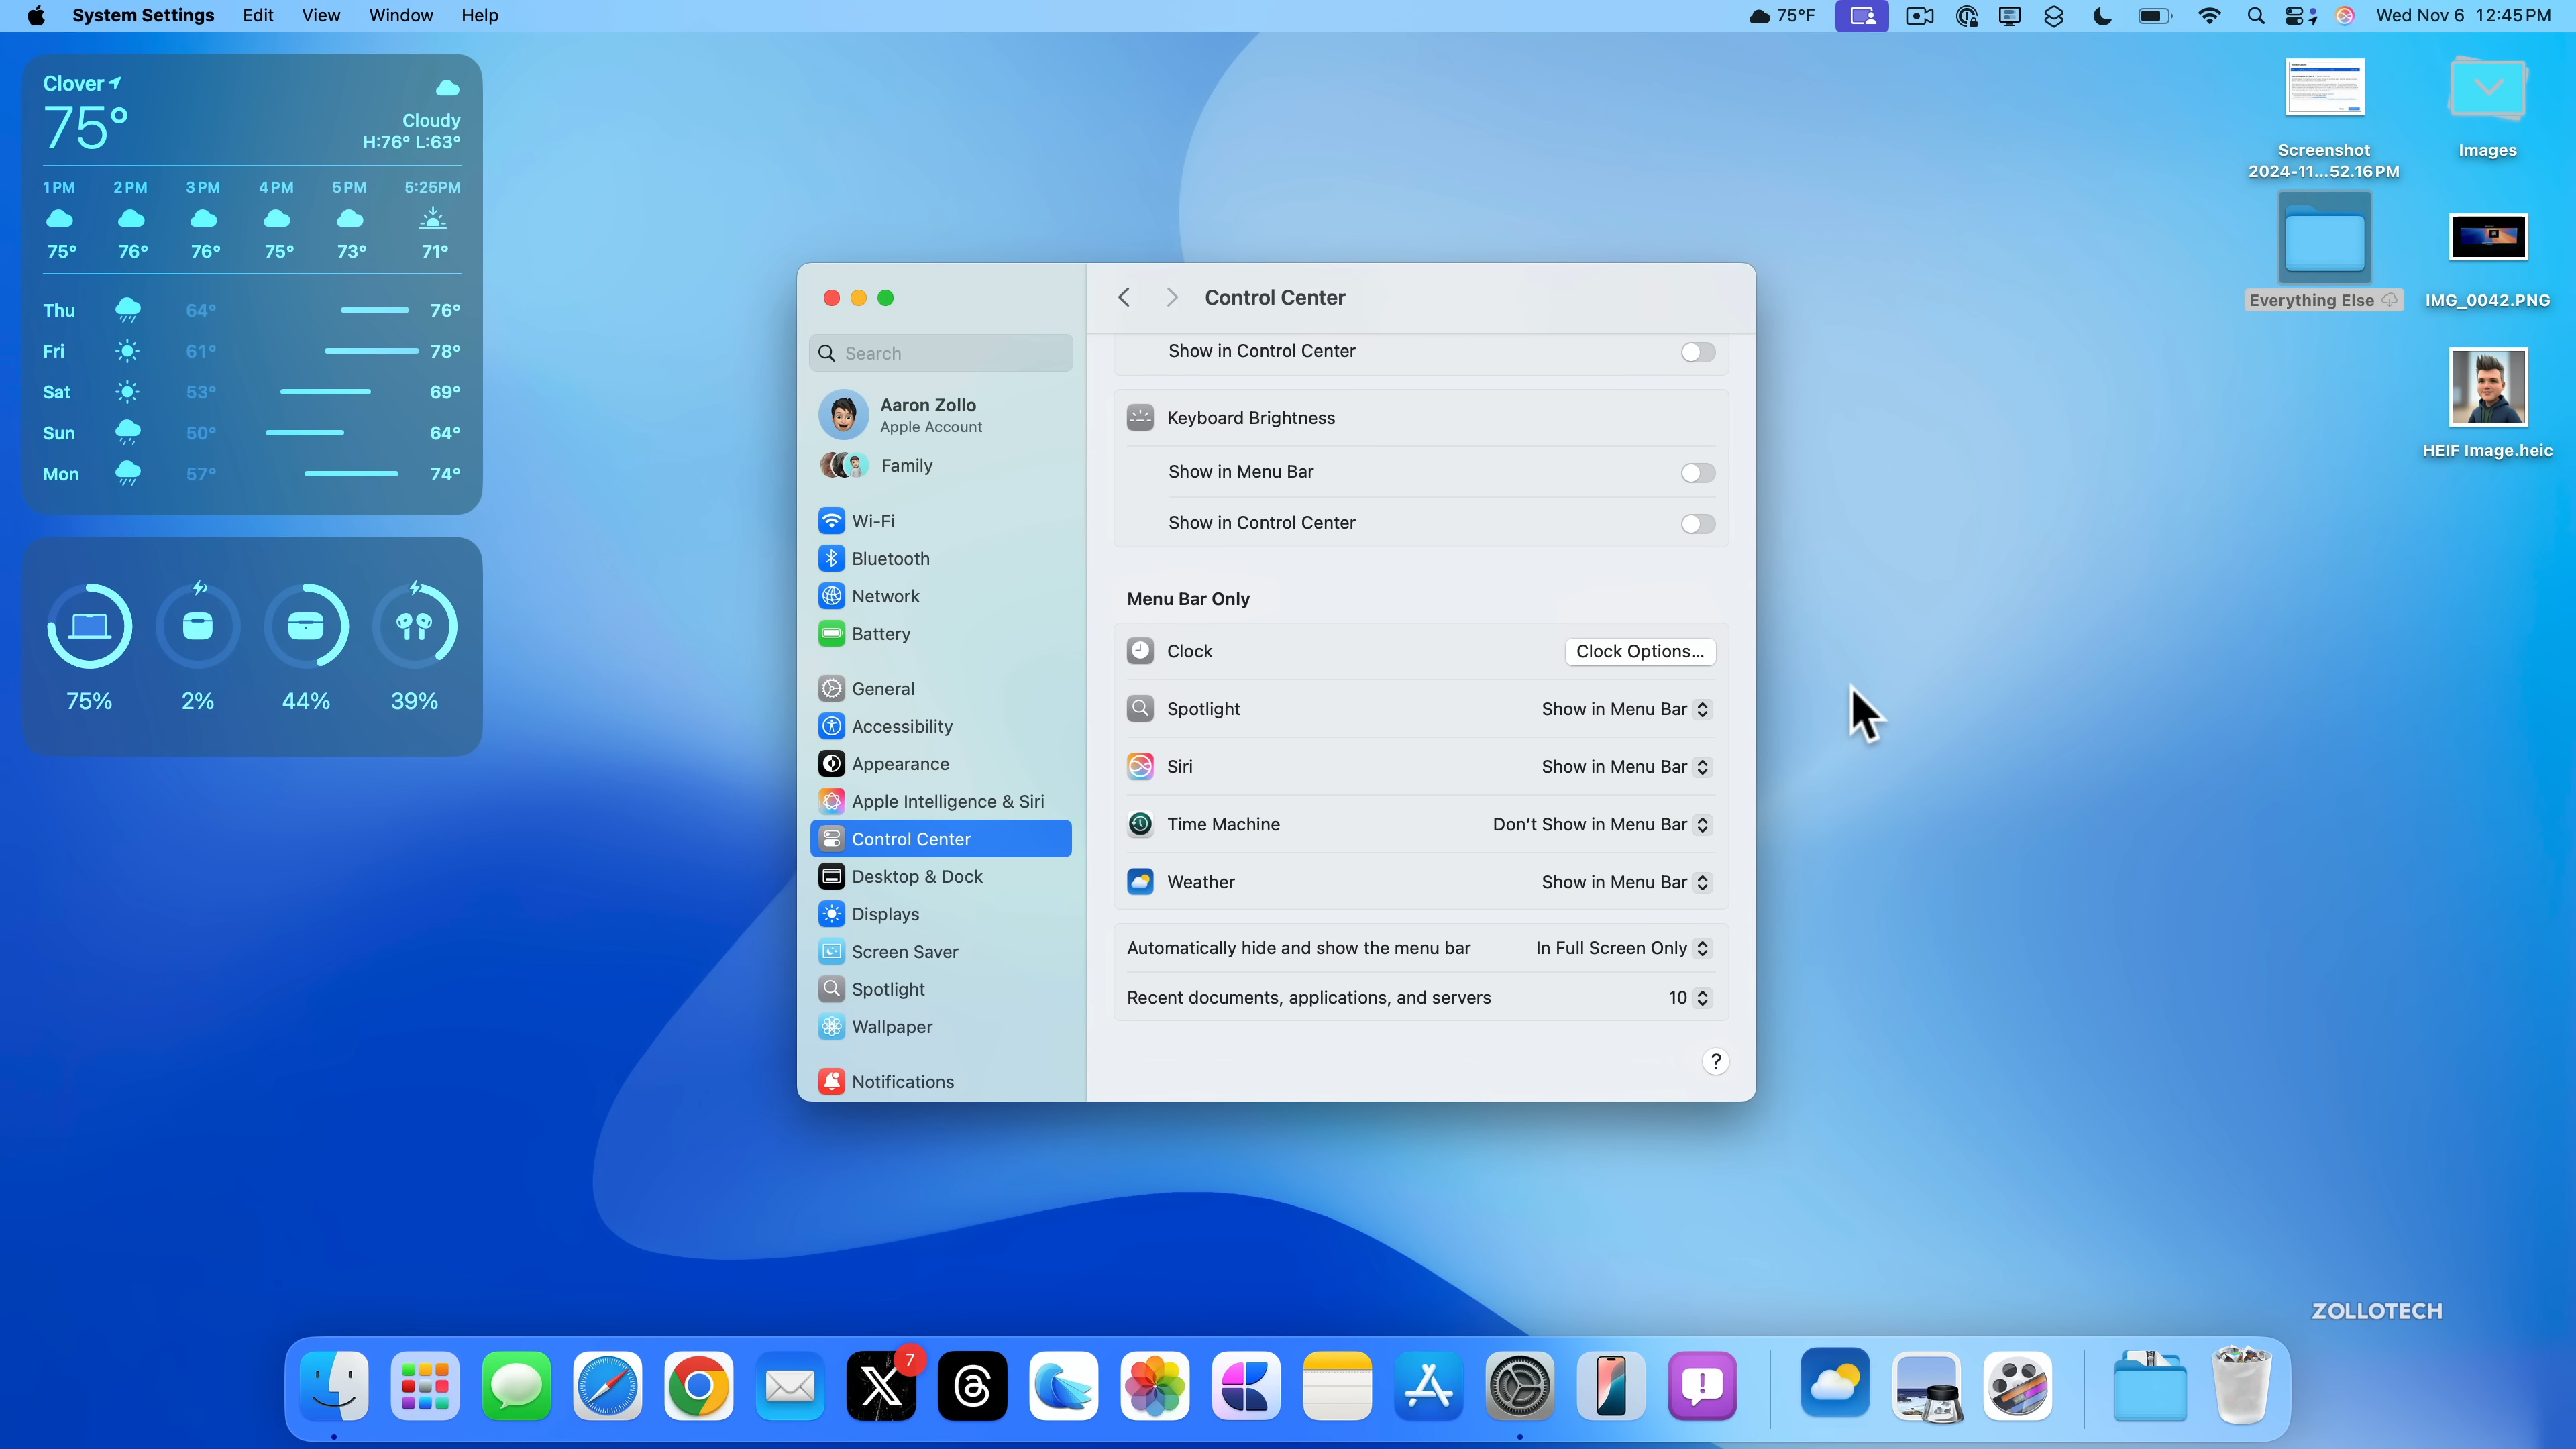 System Settings Edit View Window Help
75°F Wed Nov 6 12:45 PM
Clover
75°
Cloudy
H:76° L:63°
1 PM 2 PM 3 PM 4 PM 5 PM 5:25PM
75° 76° 76° 75° 73° 71°
Thu 64° 76°
Fri 61° 78°
Sat 53° 69°
Sun 50° 64°
Mon 57° 74°
75% 2% 44% 39%
Search
Aaron Zollo
Apple Account
Family
Wi-Fi
Bluetooth
Network
Battery
General
Accessibility
Appearance
Apple Intelligence & Siri
Control Center
Desktop & Dock
Displays
Screen Saver
Spotlight
Wallpaper
Notifications
Control Center
Show in Control Center
Keyboard Brightness
Show in Menu Bar
Show in Control Center
Menu Bar Only
Clock Clock Options...
Spotlight Show in Menu Bar
Siri Show in Menu Bar
Time Machine Don't Show in Menu Bar
Weather Show in Menu Bar
Automatically hide and show the menu bar In Full Screen Only
Recent documents, applications, and servers 10
?
Screenshot
2024-11...52.16 PM
Images
Everything Else
IMG_0042.PNG
HEIF Image.heic
ZOLLOTECH
7